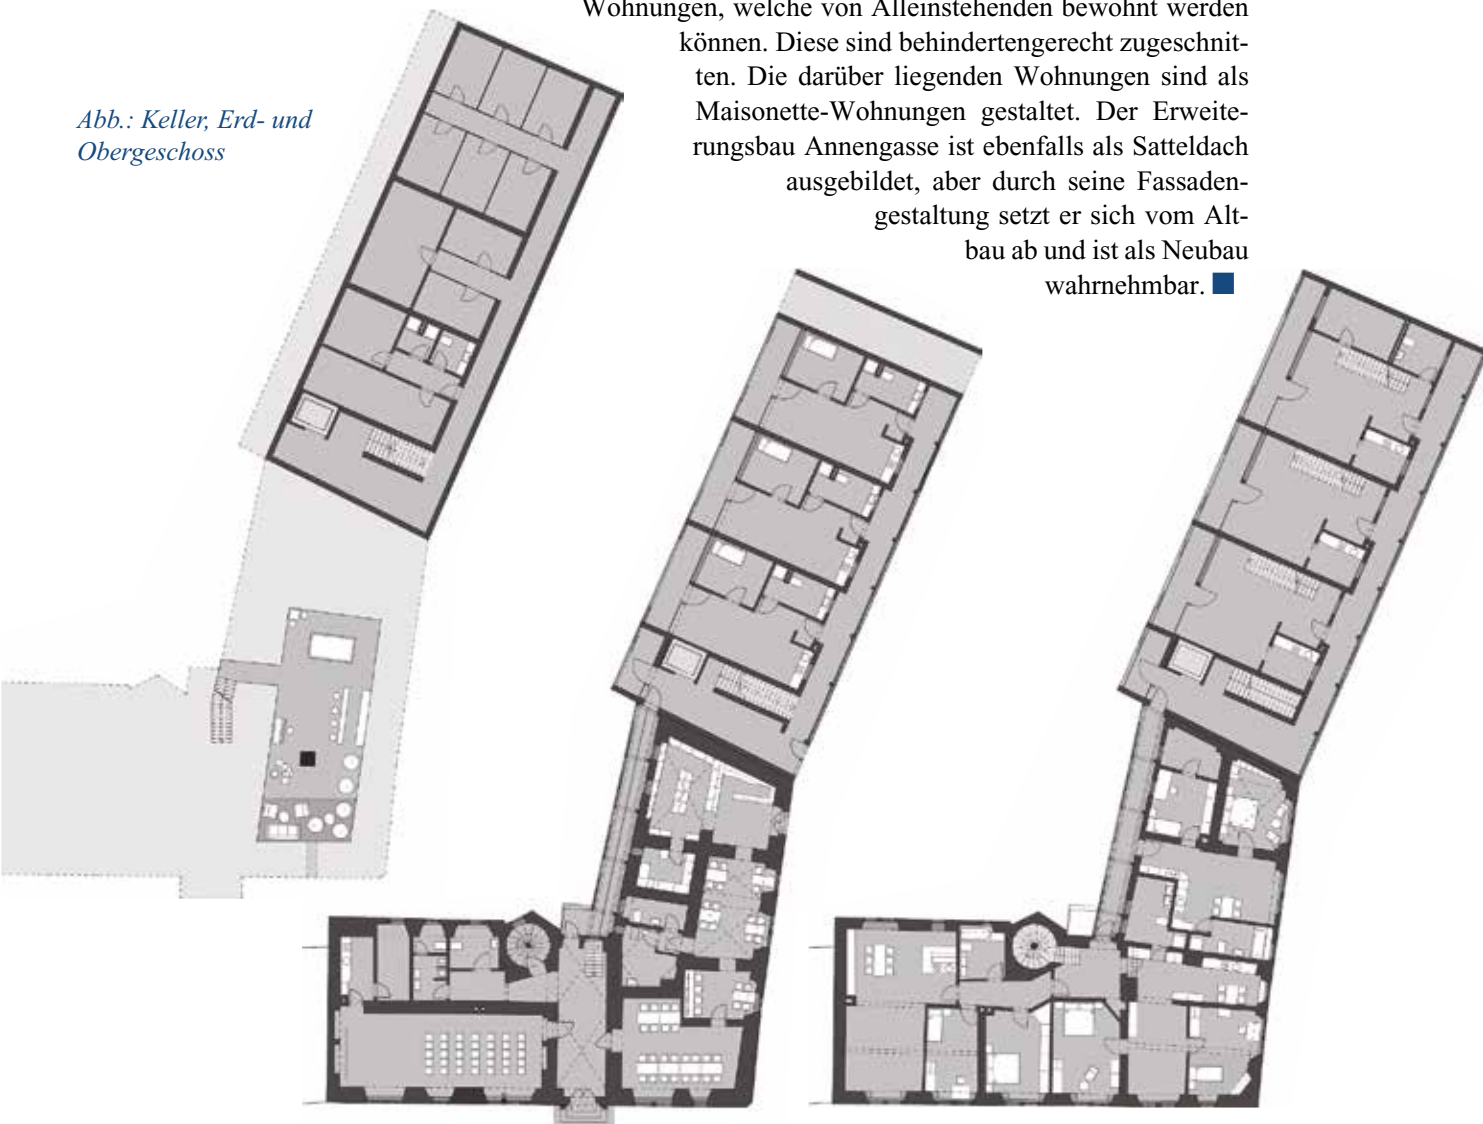 Wohnungen, welche von Alleinstehenden bewohnt werden
können. Diese sind behindertengerecht zugeschnit-
ten. Die darüber liegenden Wohnungen sind als
Maisonette-Wohnungen gestaltet. Der Erweite-
rungsbau Annengasse ist ebenfalls als Satteldach
ausgebildet, aber durch seine Fassaden-
gestaltung setzt er sich vom Alt-
bau ab und ist als Neubau
wahrnehmbar. ■
Abb.: Keller, Erd- und
Obergeschoss